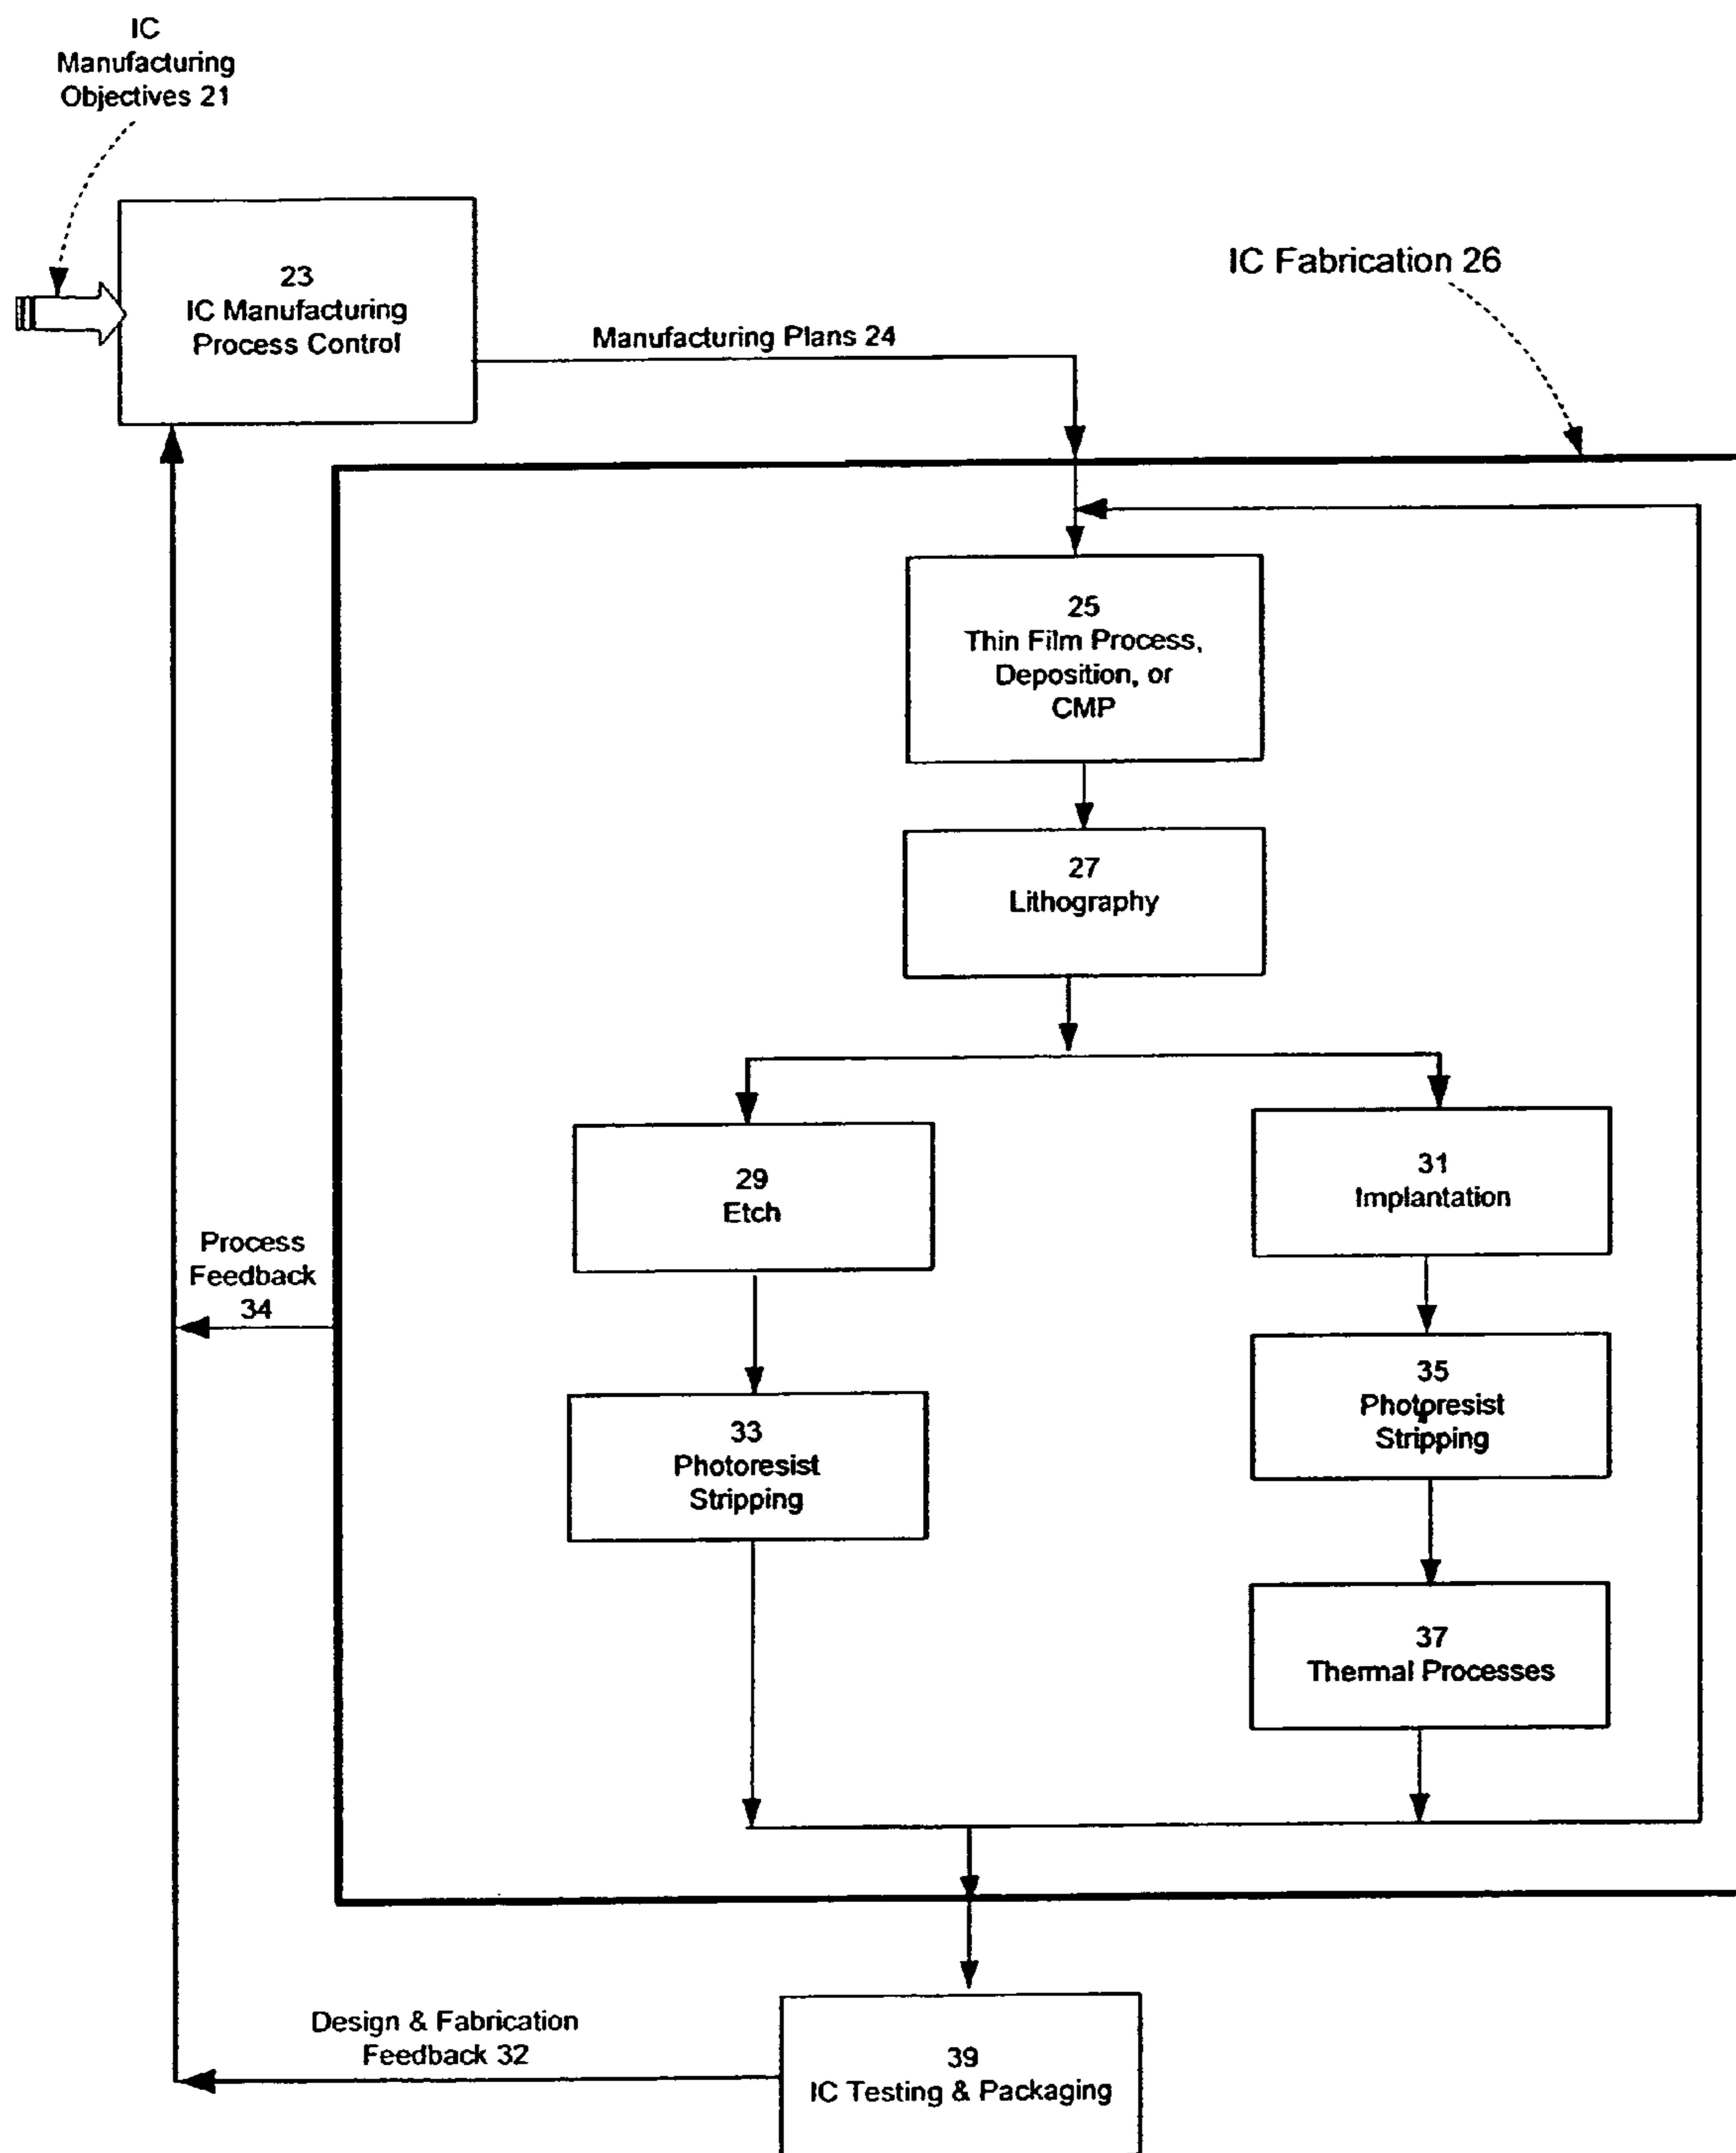 IC
Manufacturing
Objectives 21
23
IC Manufacturing
Process Control
Manufacturing Plans 24
IC Fabrication 26
25
Thin Film Process,
Deposition, or
CMP
27
Lithography
29
Etch
31
Implantation
Process
Feedback
34
33
Photoresist
Stripping
35
Photoresist
Stripping
37
Thermal Processes
Design & Fabrication
Feedback 32
39
IC Testing & Packaging